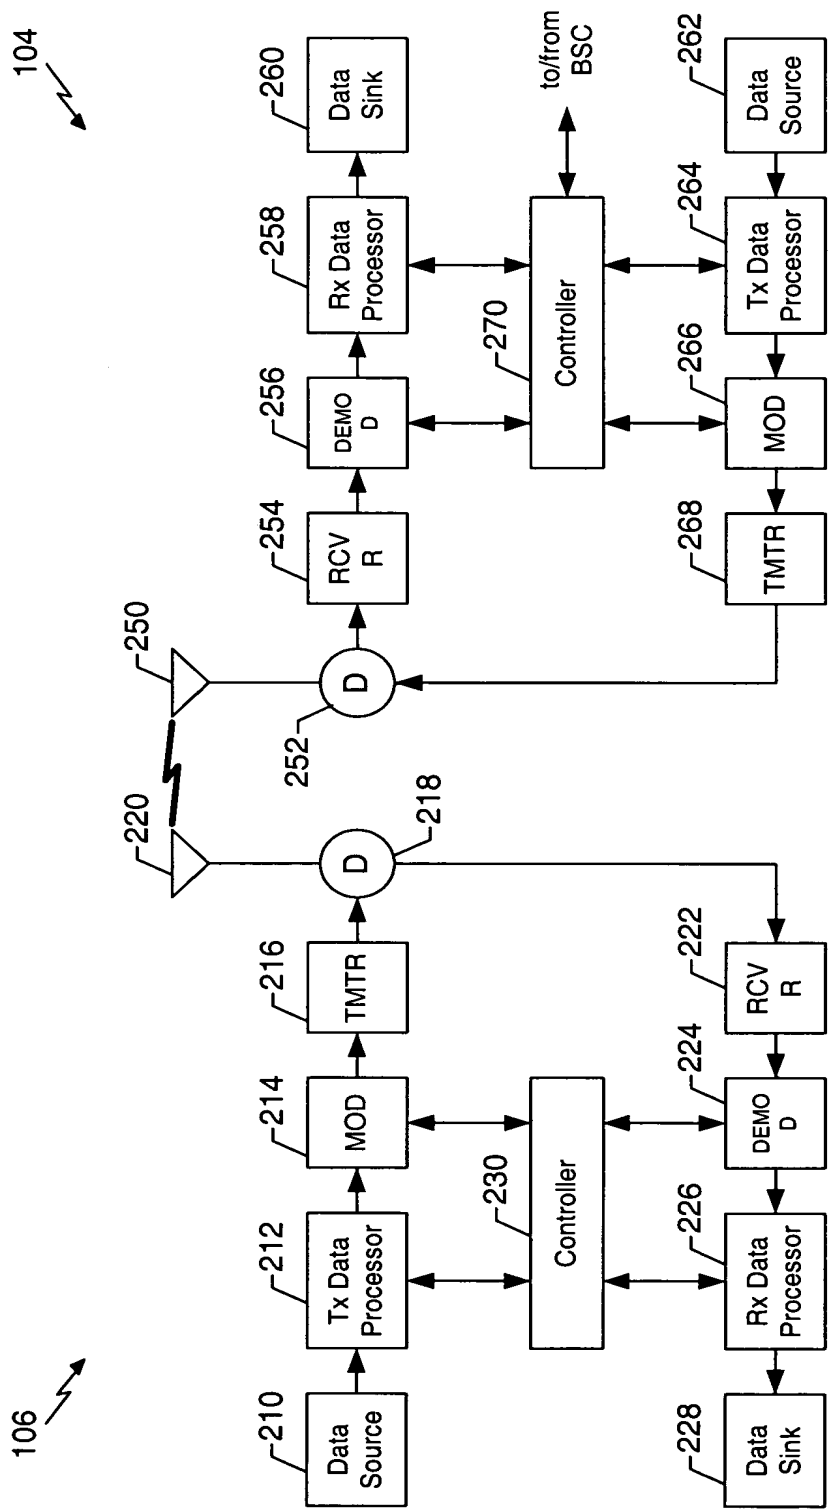 106
104
220
250
210
Data
Source
212
Tx Data
Processor
214
MOD
216
TMTR
D
218
D
252
254
RCV
R
256
DEMO
D
258
Rx Data
Processor
260
Data
Sink
230
Controller
270
Controller
to/from
BSC
228
Data
Sink
226
Rx Data
Processor
224
DEMO
D
222
RCV
R
268
TMTR
266
MOD
264
Tx Data
Processor
262
Data
Source